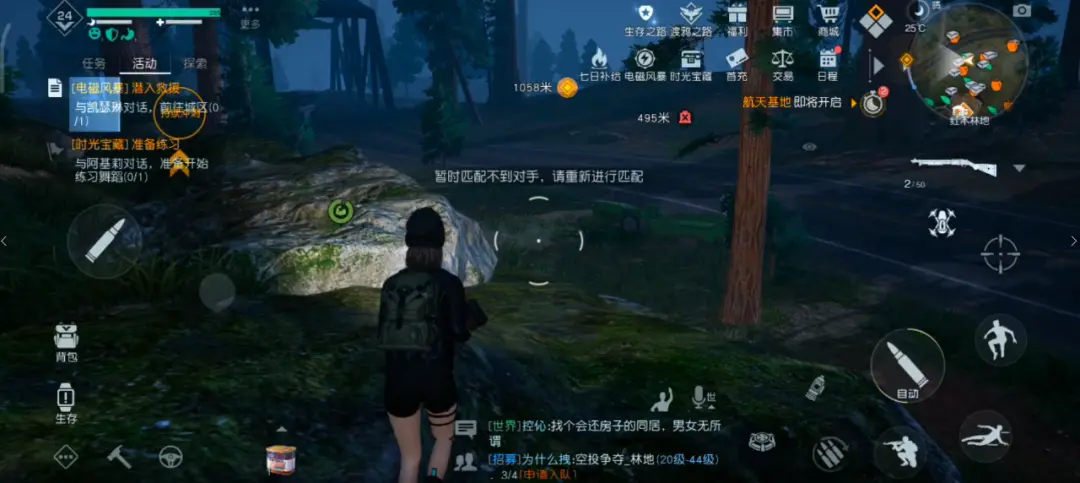 24
更多
生存之路 渡鸦之路 福利 集市 商城
25℃ 晴
任务 活动 探索
七日补给 电磁风暴 时光宝藏 首充 交易 日程
[电磁风暴] 潜入救援
与凯瑟琳对话，前往城区(0
/1)
持续冲刺
1058米
航天基地 即将开启
495米
红杉林地
[时光宝藏] 准备练习
与阿基莉对话，准备开始
练习舞蹈(0/1)
暂时匹配不到对手，请重新进行匹配
2/50
背包
自动
生存
世
[世界]控伈:找个会还房子的同居，男女无所
谓
[招募]为什么拽:空投争夺_林地(20级-44级)
，3/4[申请入队]